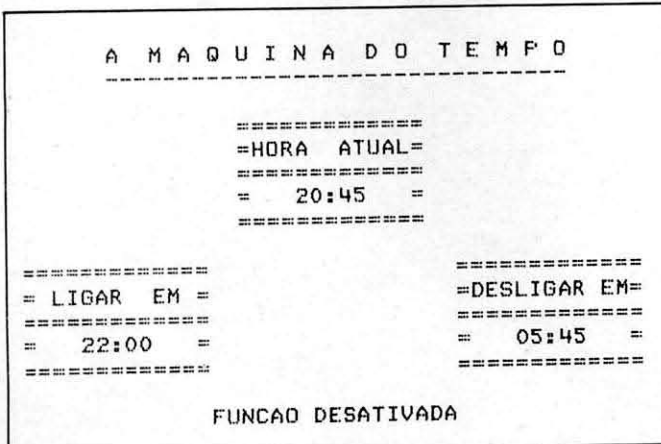 A MAQUINA DO TEMPO
----------------------------------
==============
=HORA  ATUAL=
==============
=   20:45   =
==============
============== ==============
= LIGAR  EM = =DESLIGAR EM=
============== ==============
=   22:00   = =   05:45   =
============== ==============
FUNCAO DESATIVADA